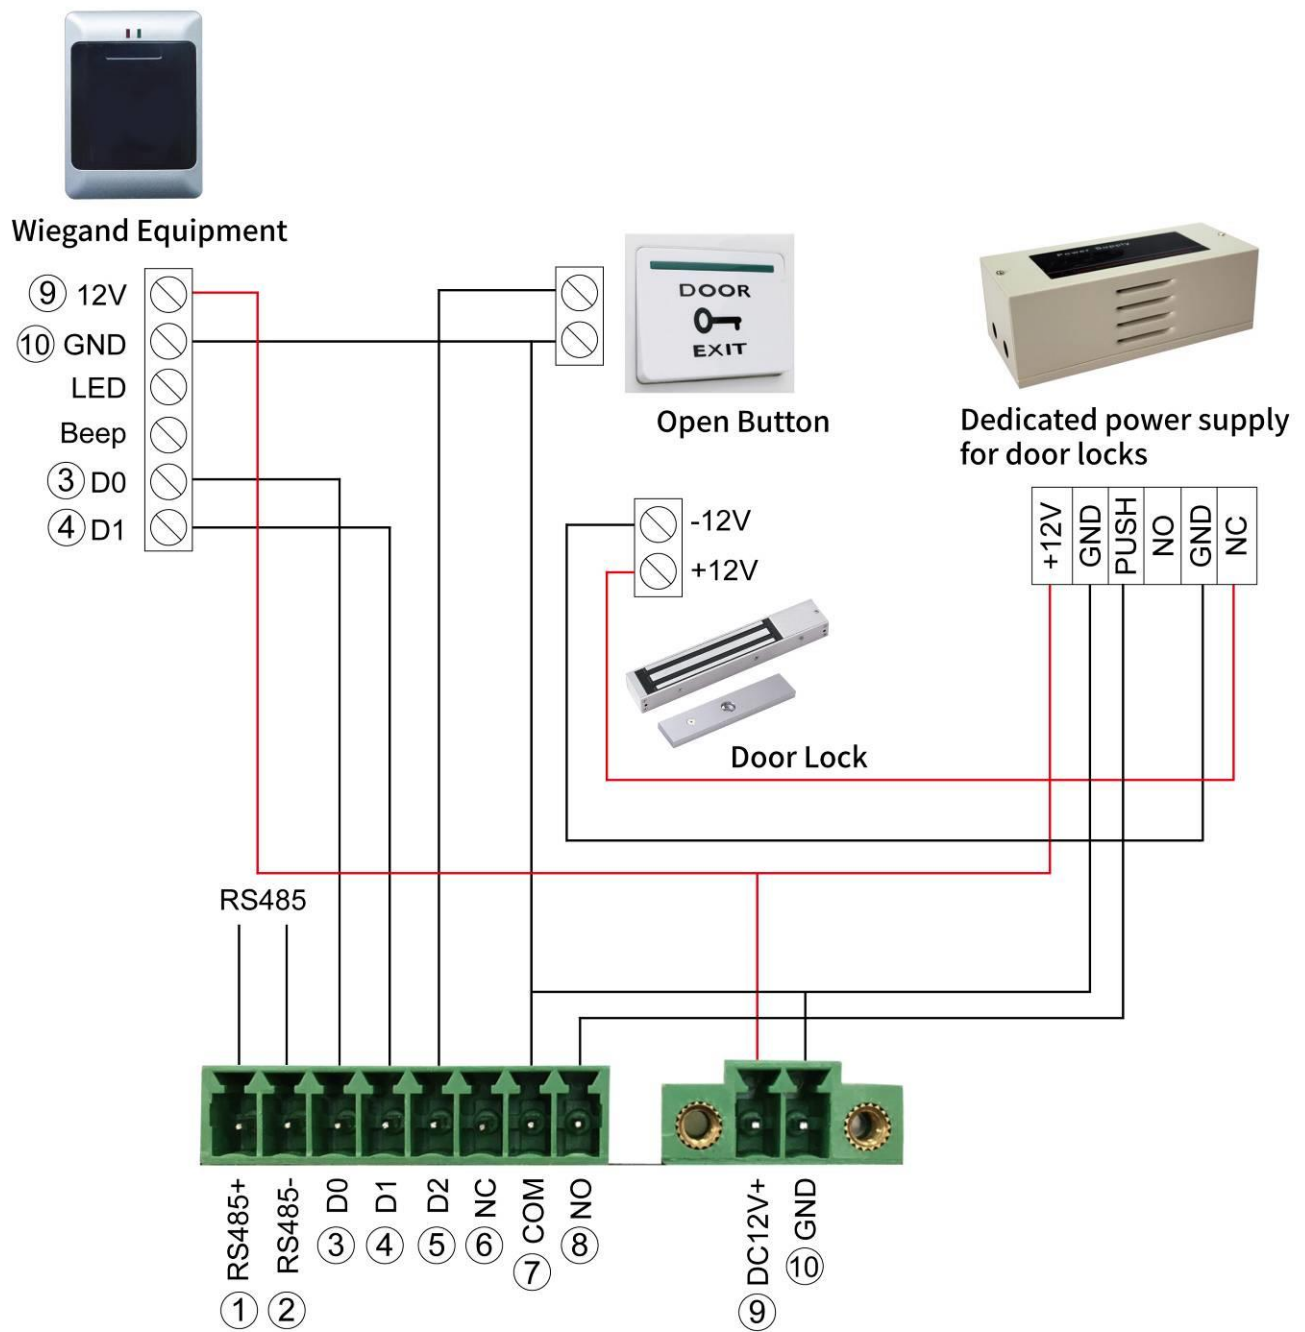 Wiegand Equipment
⑨ 12V
⑩ GND
LED
Beep
③ D0
④ D1
DOOR
EXIT
Open Button
Power Supply
Dedicated power supply
for door locks
+12V
GND
PUSH
NO
GND
NC
-12V
+12V
Door Lock
RS485
① RS485+
② RS485-
③ D0
④ D1
⑤ D2
⑥ NC
⑦ COM
⑧ NO
⑨ DC12V+
⑩ GND